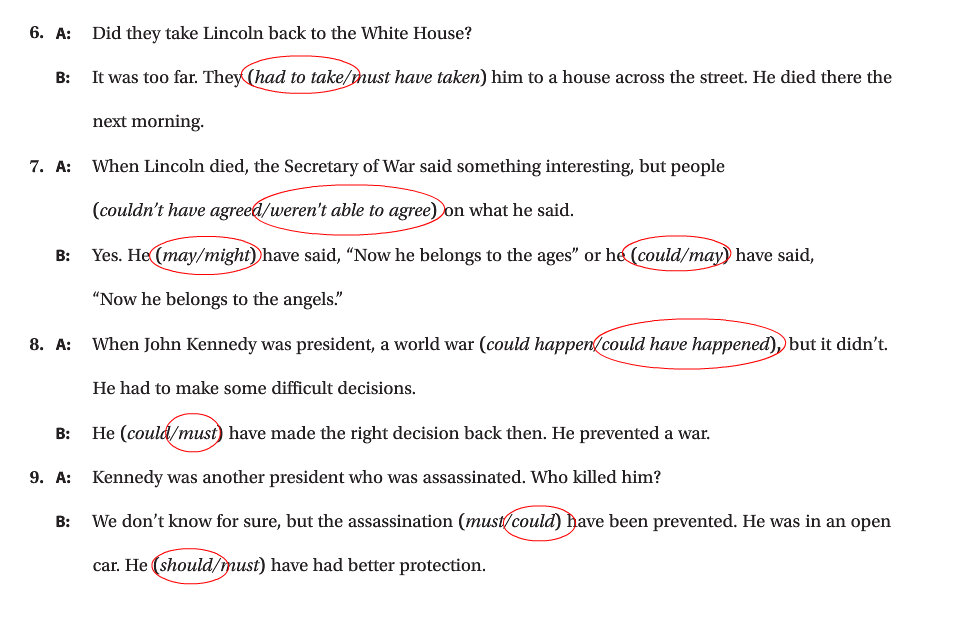 6. A: Did they take Lincoln back to the White House?
B: It was too far. They (had to take/must have taken) him to a house across the street. He died there the
next morning.
7. A: When Lincoln died, the Secretary of War said something interesting, but people
(couldn’t have agreed/weren't able to agree) on what he said.
B: Yes. He (may/might) have said, “Now he belongs to the ages” or he (could/may) have said,
“Now he belongs to the angels.”
8. A: When John Kennedy was president, a world war (could happen/could have happened), but it didn’t.
He had to make some difficult decisions.
B: He (could/must) have made the right decision back then. He prevented a war.
9. A: Kennedy was another president who was assassinated. Who killed him?
B: We don’t know for sure, but the assassination (must/could) have been prevented. He was in an open
car. He (should/must) have had better protection.